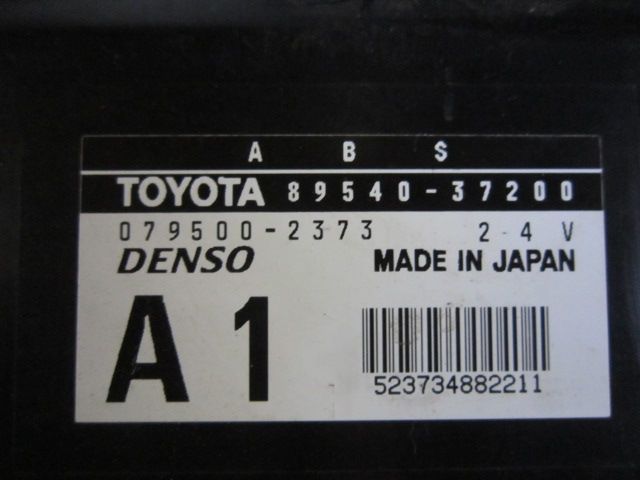 A B S
TOYOTA 89540-37200
079500-2373 24V
DENSO MADE IN JAPAN
A1
523734882211